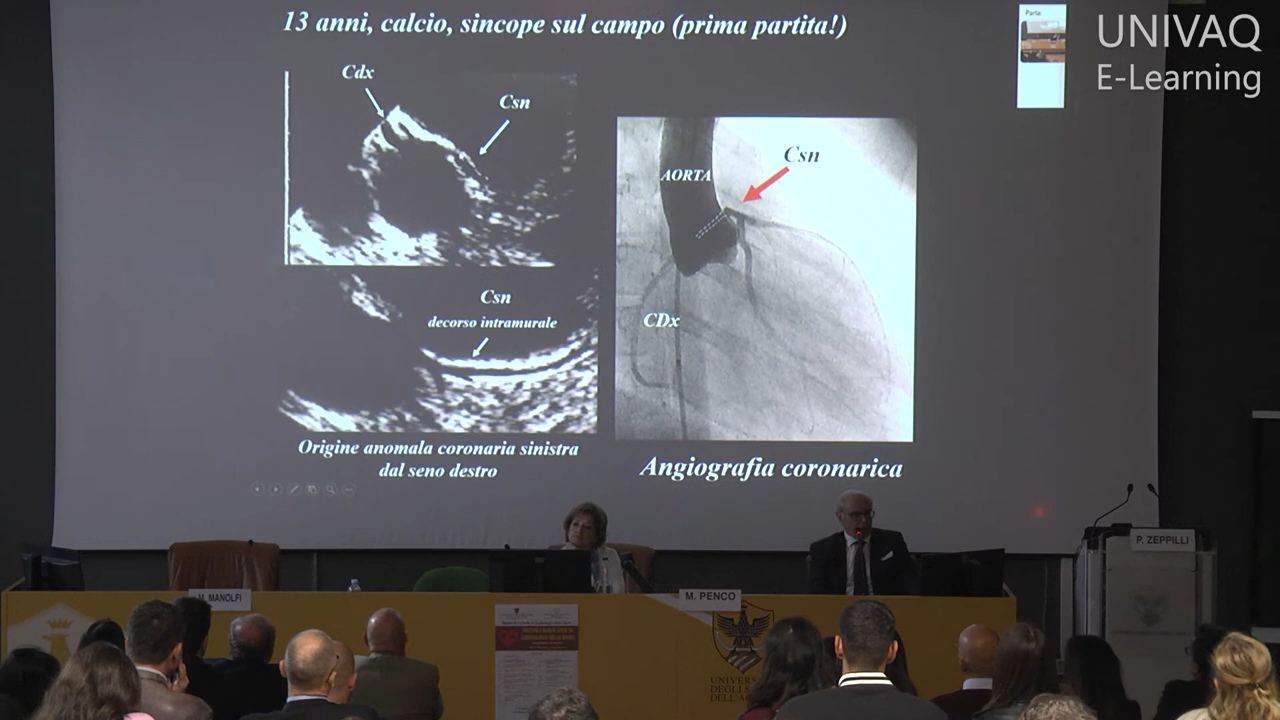 13 anni, calcio, sincope sul campo (prima partita!)
Parla:
UNIVAQ
E-Learning
Cdx
Csn
Csn
AORTA
Csn
decorso intramurale
CDx
Origine anomala coronaria sinistra
dal seno destro
Angiografia coronarica
P. ZEPPILLI
M. MANOLFI
M. PENCO